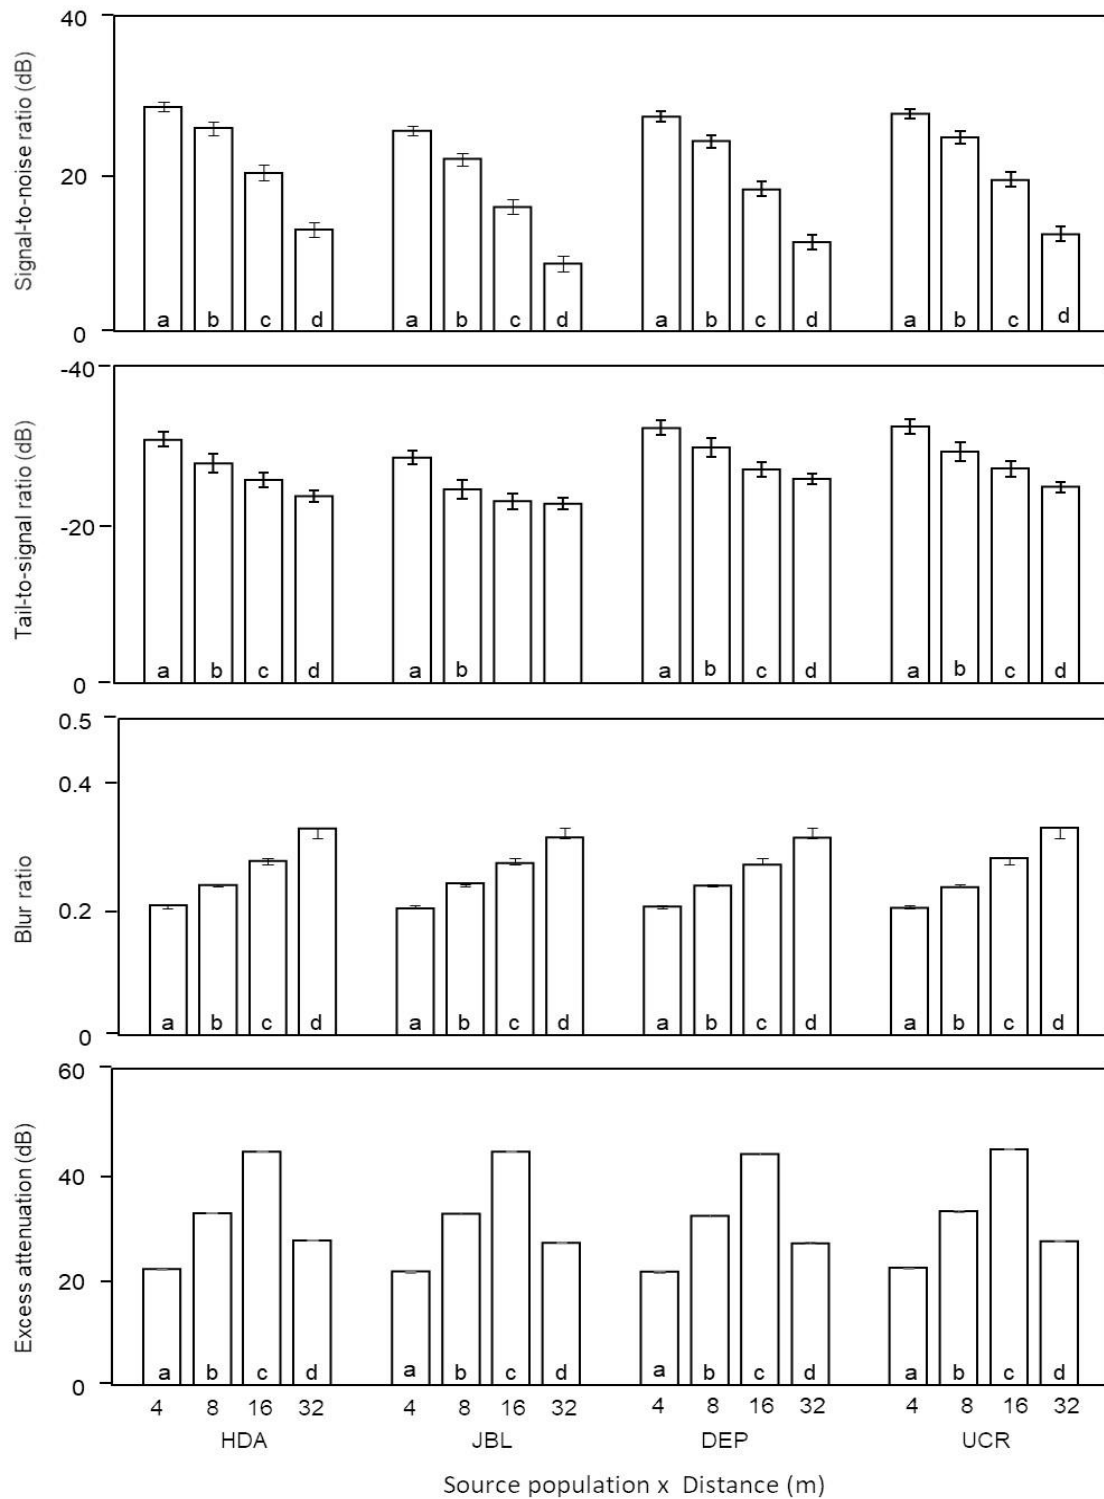 Signal-to-noise ratio (dB)
40
20
0
a b c d a b c d a b c d a b c d
Tail-to-signal ratio (dB)
-40
-20
0
a b c d a b a b c d a b c d
Blur ratio
0.5
0.4
0.2
0
a b c d a b c d a b c d a b c d
Excess attenuation (dB)
60
40
20
0
a b c d a b c d a b c d a b c d
4 8 16 32 4 8 16 32 4 8 16 32 4 8 16 32
HDA JBL DEP UCR
Source population x Distance (m)